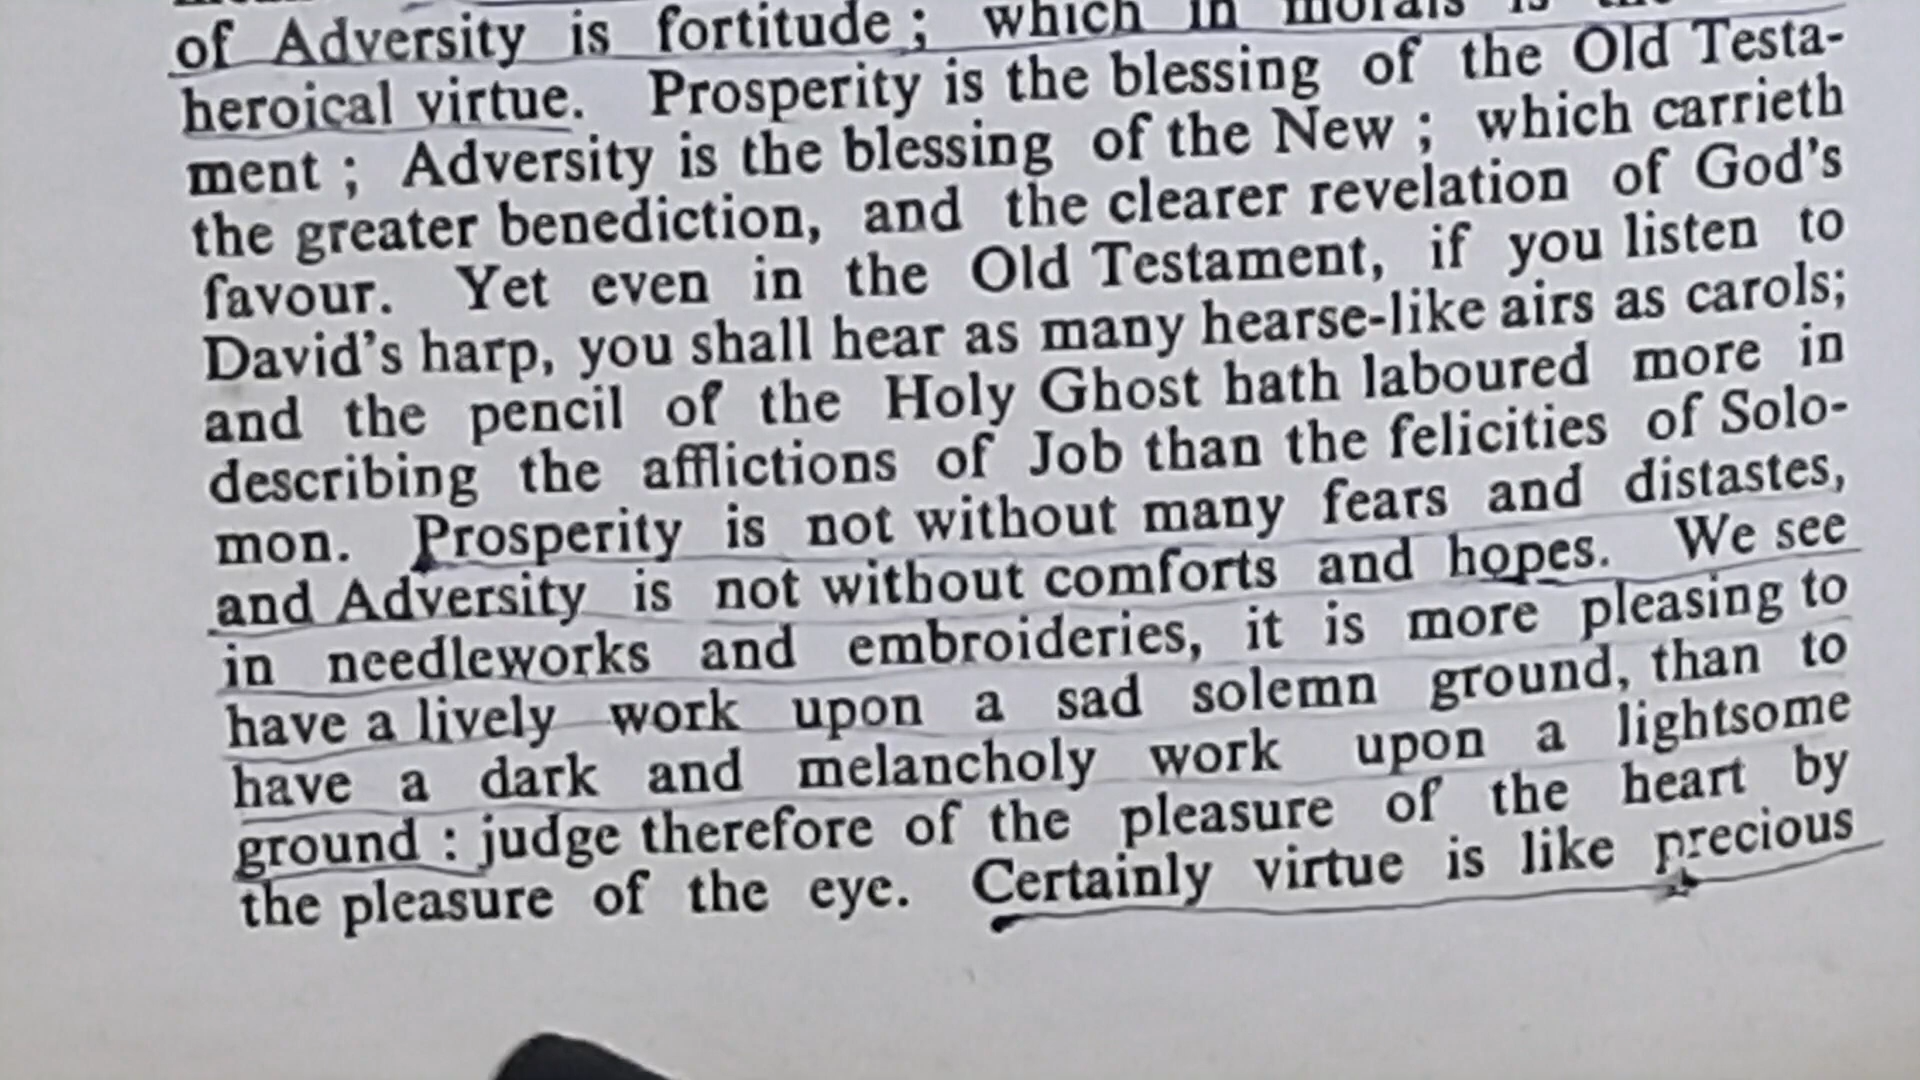 of Adversity is fortitude ; which in morals is
heroical virtue. Prosperity is the blessing of the Old Testa-
ment ; Adversity is the blessing of the New ; which carrieth
the greater benediction, and the clearer revelation of God's
favour. Yet even in the Old Testament, if you listen to
David's harp, you shall hear as many hearse-like airs as carols;
and the pencil of the Holy Ghost hath laboured more in
describing the afflictions of Job than the felicities of Solo-
mon. Prosperity is not without many fears and distastes,
and Adversity is not without comforts and hopes. We see
in needleworks and embroideries, it is more pleasing to
have a lively work upon a sad solemn ground, than to
have a dark and melancholy work upon a lightsome
ground : judge therefore of the pleasure of the heart by
the pleasure of the eye. Certainly virtue is like precious